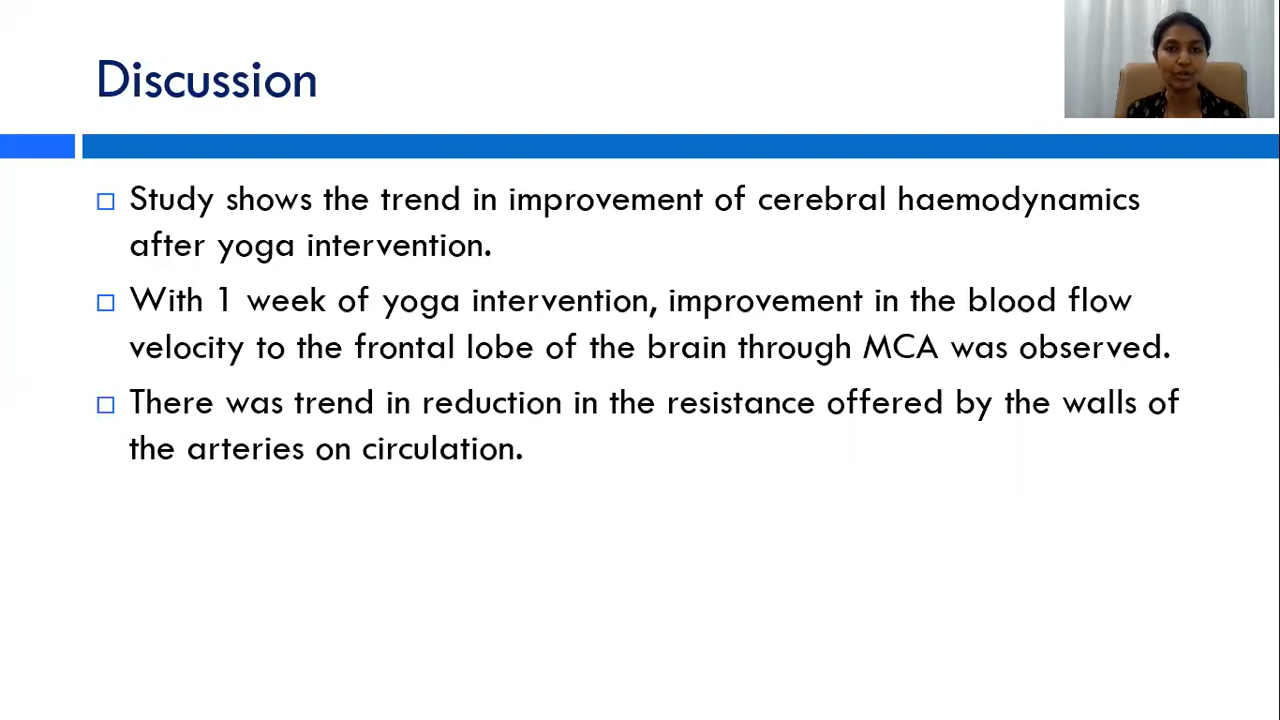 Discussion
Study shows the trend in improvement of cerebral haemodynamics
after yoga intervention.
With 1 week of yoga intervention, improvement in the blood flow
velocity to the frontal lobe of the brain through MCA was observed.
There was trend in reduction in the resistance offered by the walls of
the arteries on circulation.